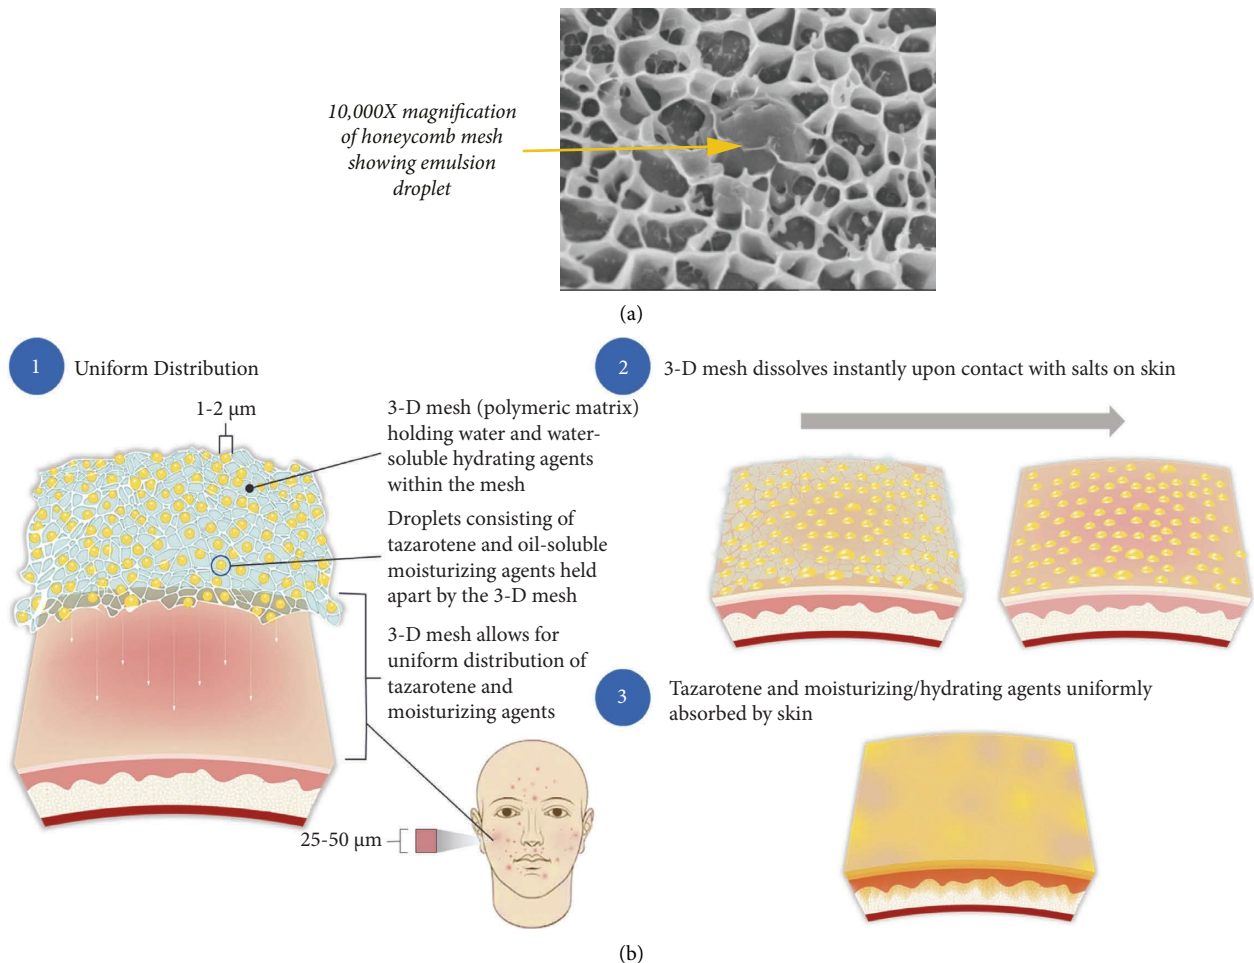 10,000X magnification
of honeycomb mesh
showing emulsion
droplet
(a)
1
Uniform Distribution
1-2 μm
3-D mesh (polymeric matrix)
holding water and water-
soluble hydrating agents
within the mesh
Droplets consisting of
tazarotene and oil-soluble
moisturizing agents held
apart by the 3-D mesh
3-D mesh allows for
uniform distribution of
tazarotene and
moisturizing agents
25-50 μm
2
3-D mesh dissolves instantly upon contact with salts on skin
3
Tazarotene and moisturizing/hydrating agents uniformly
absorbed by skin
(b)